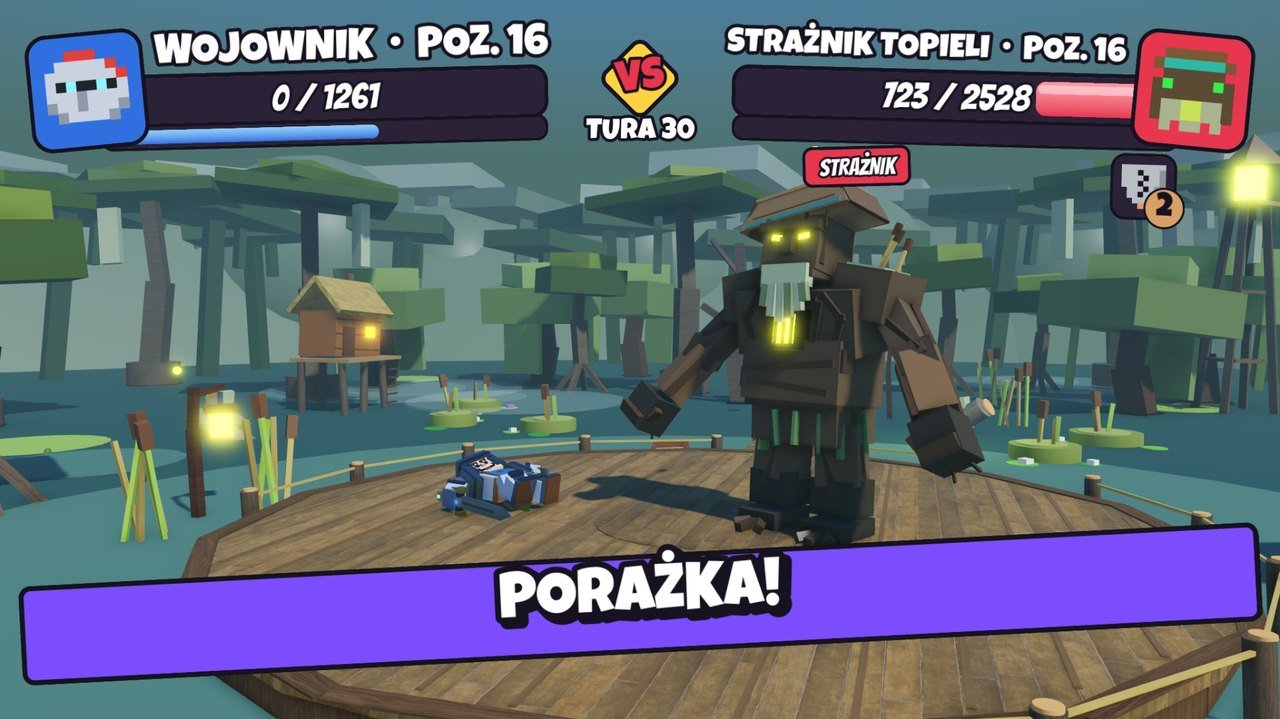 WOJOWNIK • POZ. 16
0 / 1261
VS
TURA 30
STRAŻNIK TOPIELI • POZ. 16
723 / 2528
STRAŻNIK
2
PORAŻKA!